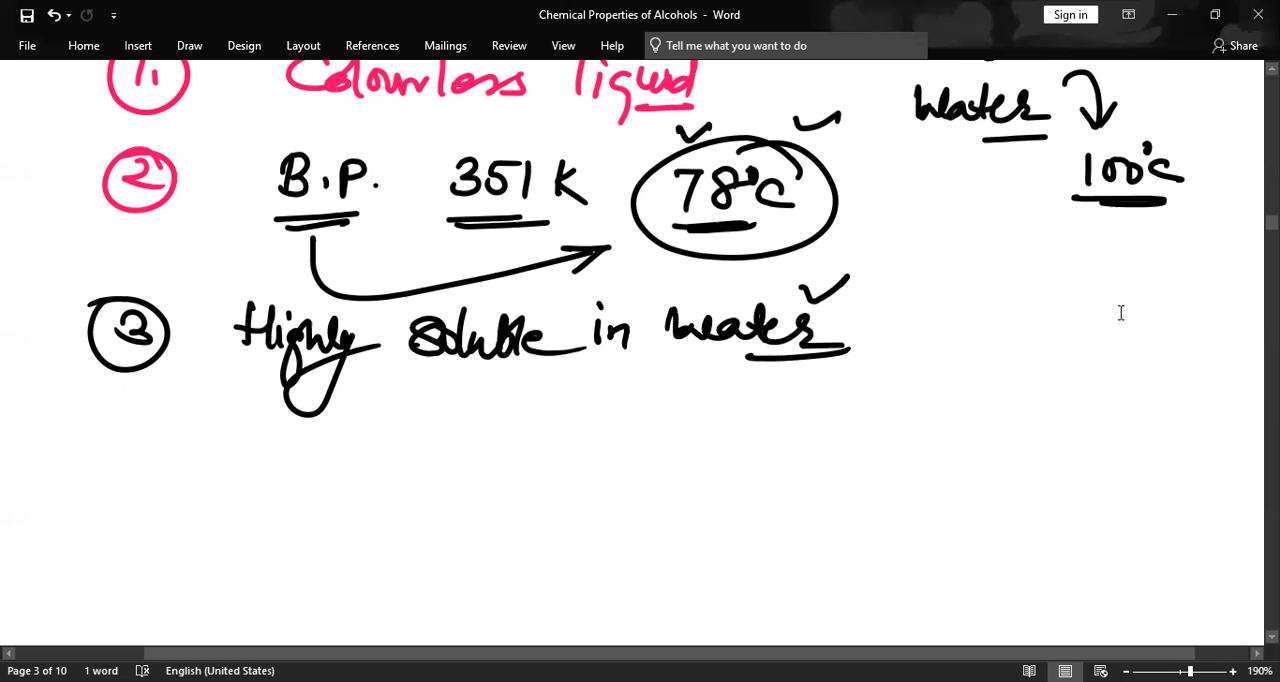 Chemical Properties of Alcohols - Word
Sign in
File Home Insert Draw Design Layout References Mailings Review View Help Tell me what you want to do Share
1. Colourless liquid
water
100°C
2 B.P. 351 K 78°C
3 Highly soluble in water
Page 3 of 10 1 word English (United States) 190%